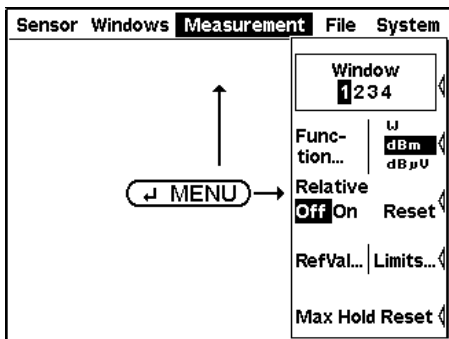 Sensor Windows Measurement File System
Window
1234
Func-
tion...
W
dBm
dBµV
Relative
Off On Reset
↵ MENU
RefVal... Limits...
Max Hold Reset